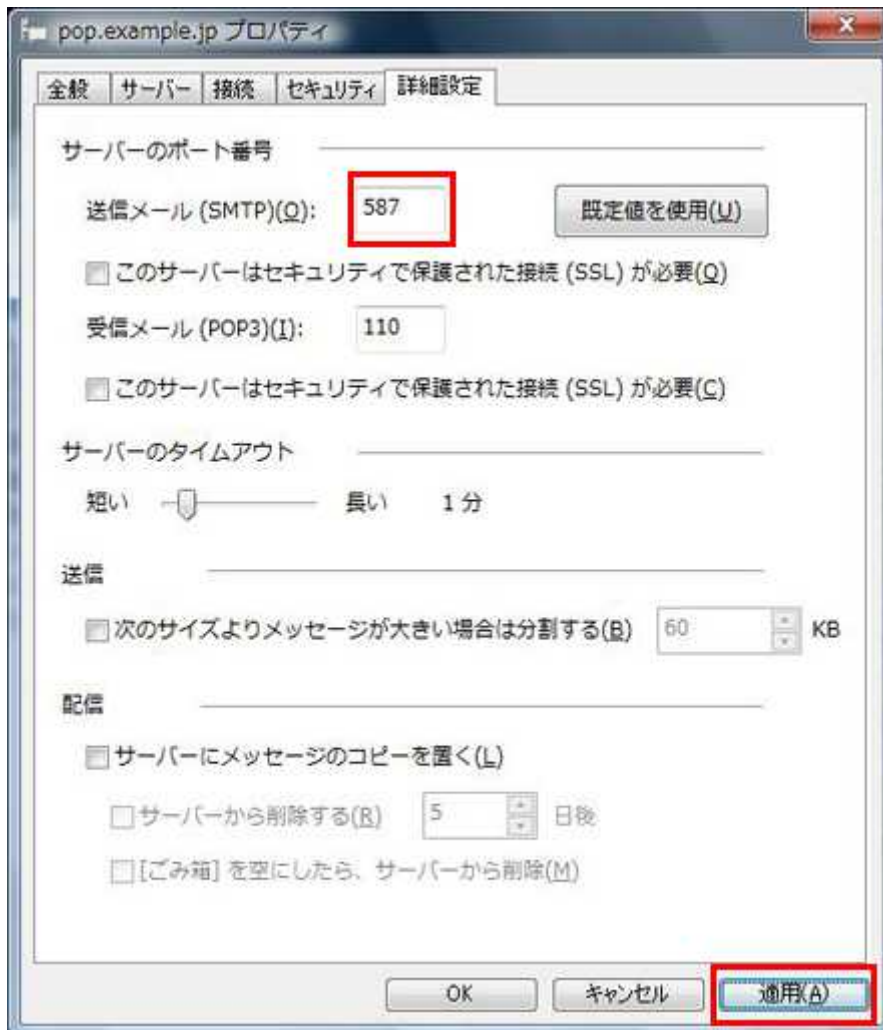 pop.example.jp プロパティ
全般 サーバー 接続 セキュリティ 詳細設定
サーバーのポート番号
送信メール (SMTP)(O): 587 既定値を使用(U)
このサーバーはセキュリティで保護された接続 (SSL) が必要(Q)
受信メール (POP3)(I): 110
このサーバーはセキュリティで保護された接続 (SSL) が必要(C)
サーバーのタイムアウト
短い 長い 1 分
送信
次のサイズよりメッセージが大きい場合は分割する(B) 60 KB
配信
サーバーにメッセージのコピーを置く(L)
サーバーから削除する(R) 5 日後
[ごみ箱] を空にしたら、サーバーから削除(M)
OK キャンセル 適用(A)